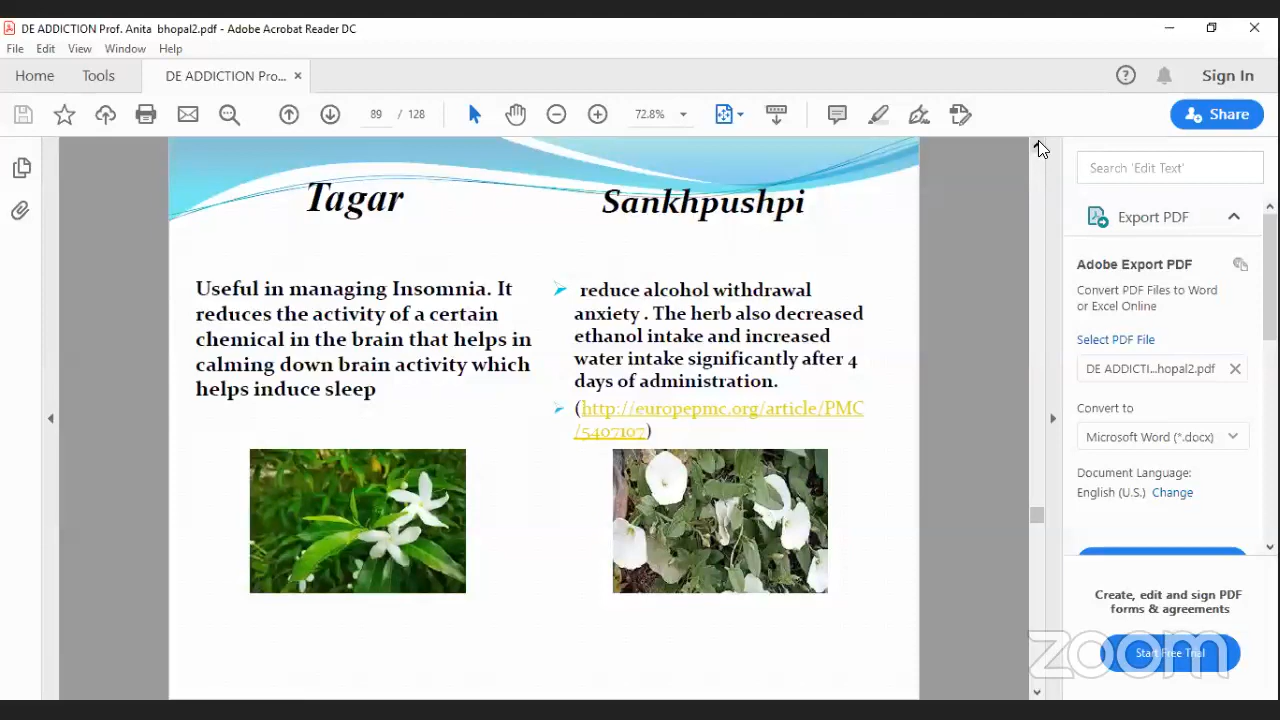 DE ADDICTION Prof. Anita bhopal2.pdf - Adobe Acrobat Reader DC
File Edit View Window Help
Home Tools DE ADDICTION Pro... × Sign In
89 / 128 72.8% Share
Tagar
Useful in managing Insomnia. It
reduces the activity of a certain
chemical in the brain that helps in
calming down brain activity which
helps induce sleep
Sankhpushpi
reduce alcohol withdrawal
anxiety . The herb also decreased
ethanol intake and increased
water intake significantly after 4
days of administration.
(http://europepmc.org/article/PMC
/5407107)
Search 'Edit Text'
Export PDF
Adobe Export PDF
Convert PDF Files to Word
or Excel Online
Select PDF File
DE ADDICTI...hopal2.pdf
Convert to
Microsoft Word (*.docx)
Document Language:
English (U.S.) Change
Create, edit and sign PDF
forms & agreements
Start Free Trial
zoom